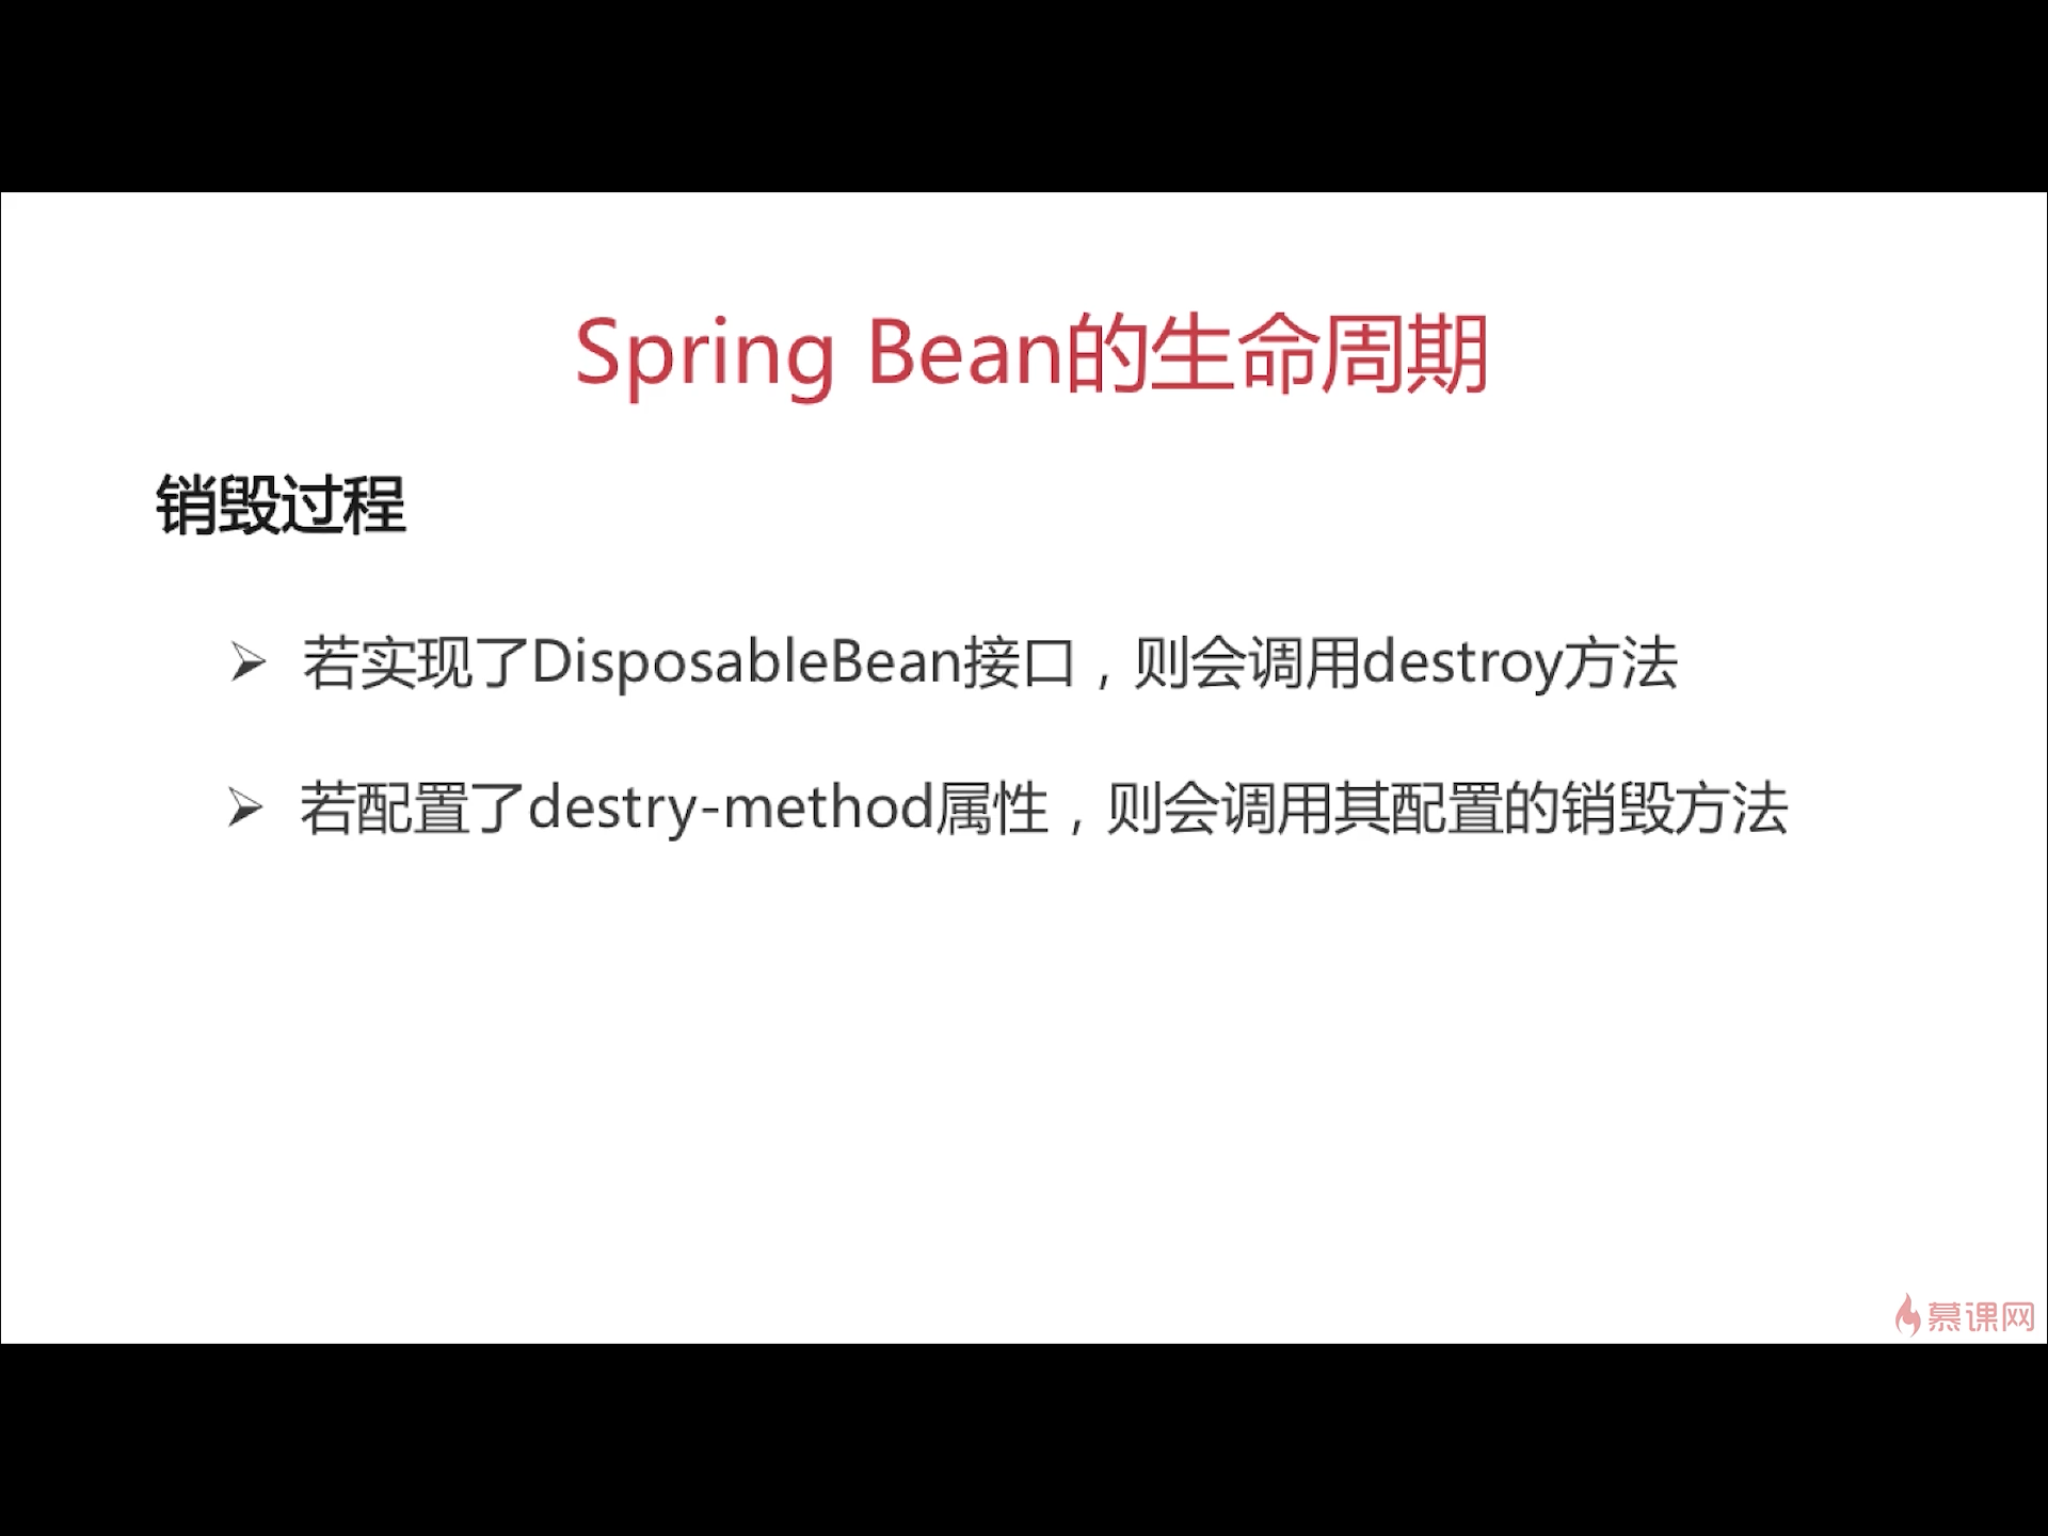 Spring Bean的生命周期
销毁过程
➢ 若实现了DisposableBean接口，则会调用destroy方法
➢ 若配置了destry-method属性，则会调用其配置的销毁方法
慕课网